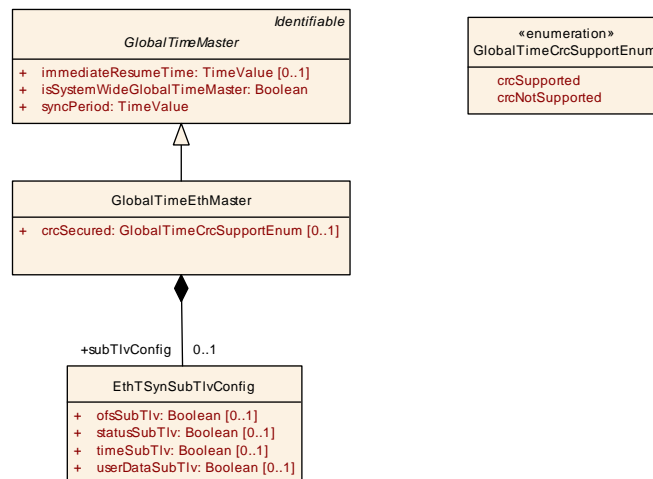 Identifiable
GlobalTimeMaster
+ immediateResumeTime: TimeValue [0..1]
+ isSystemWideGlobalTimeMaster: Boolean
+ syncPeriod: TimeValue
«enumeration»
GlobalTimeCrcSupportEnum
crcSupported
crcNotSupported
GlobalTimeEthMaster
+ crcSecured: GlobalTimeCrcSupportEnum [0..1]
+subTlvConfig 0..1
EthTSynSubTlvConfig
+ ofsSubTlv: Boolean [0..1]
+ statusSubTlv: Boolean [0..1]
+ timeSubTlv: Boolean [0..1]
+ userDataSubTlv: Boolean [0..1]